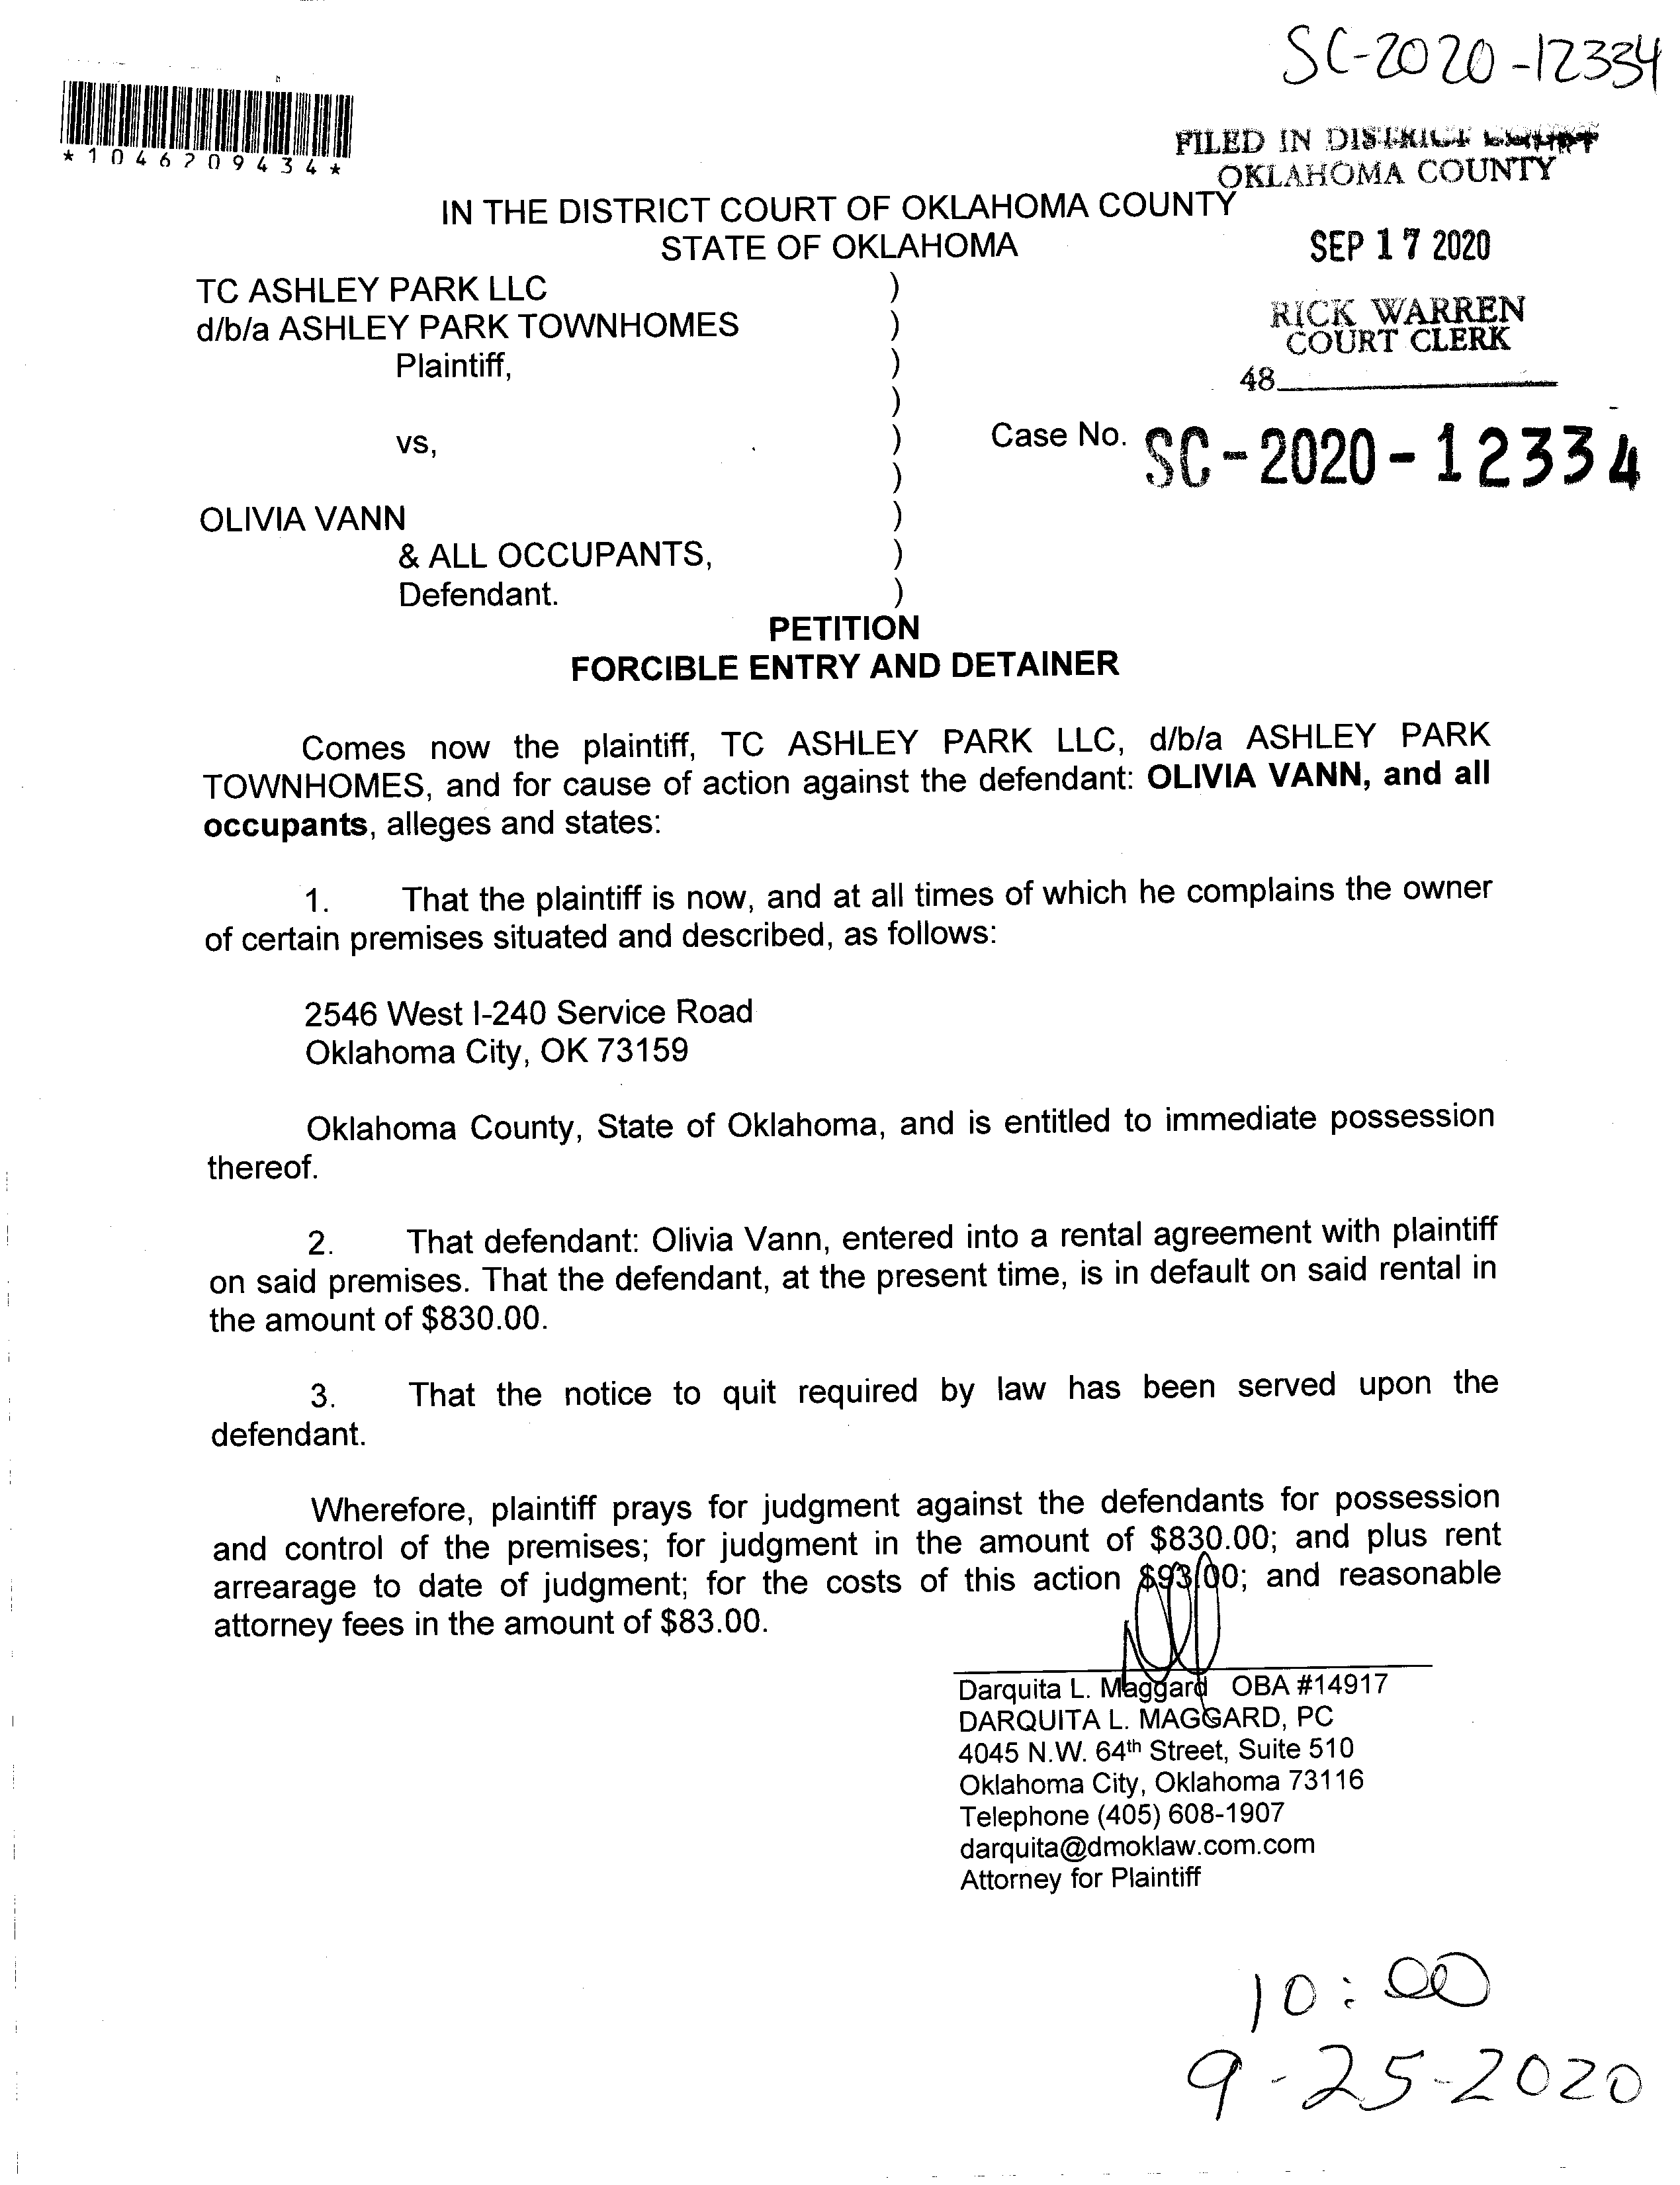 SC-2020-12334
*1046209434*
FILED IN DISTRICT COURT
OKLAHOMA COUNTY
IN THE DISTRICT COURT OF OKLAHOMA COUNTY
STATE OF OKLAHOMA
SEP 17 2020
TC ASHLEY PARK LLC )
d/b/a ASHLEY PARK TOWNHOMES )
RICK WARREN
COURT CLERK
Plaintiff, )
48
)
vs, )
Case No. SC-2020-12334
)
OLIVIA VANN )
& ALL OCCUPANTS, )
Defendant. )
PETITION
FORCIBLE ENTRY AND DETAINER
Comes now the plaintiff, TC ASHLEY PARK LLC, d/b/a ASHLEY PARK
TOWNHOMES, and for cause of action against the defendant: OLIVIA VANN, and all
occupants, alleges and states:
1. That the plaintiff is now, and at all times of which he complains the owner
of certain premises situated and described, as follows:
2546 West I-240 Service Road
Oklahoma City, OK 73159
Oklahoma County, State of Oklahoma, and is entitled to immediate possession
thereof.
2. That defendant: Olivia Vann, entered into a rental agreement with plaintiff
on said premises. That the defendant, at the present time, is in default on said rental in
the amount of $830.00.
3. That the notice to quit required by law has been served upon the
defendant.
Wherefore, plaintiff prays for judgment against the defendants for possession
and control of the premises; for judgment in the amount of $830.00; and plus rent
arrearage to date of judgment; for the costs of this action $93.00; and reasonable
attorney fees in the amount of $83.00.
Darquita L. Maggard OBA #14917
DARQUITA L. MAGGARD, PC
4045 N.W. 64th Street, Suite 510
Oklahoma City, Oklahoma 73116
Telephone (405) 608-1907
darquita@dmoklaw.com.com
Attorney for Plaintiff
10:00
9-25-2020